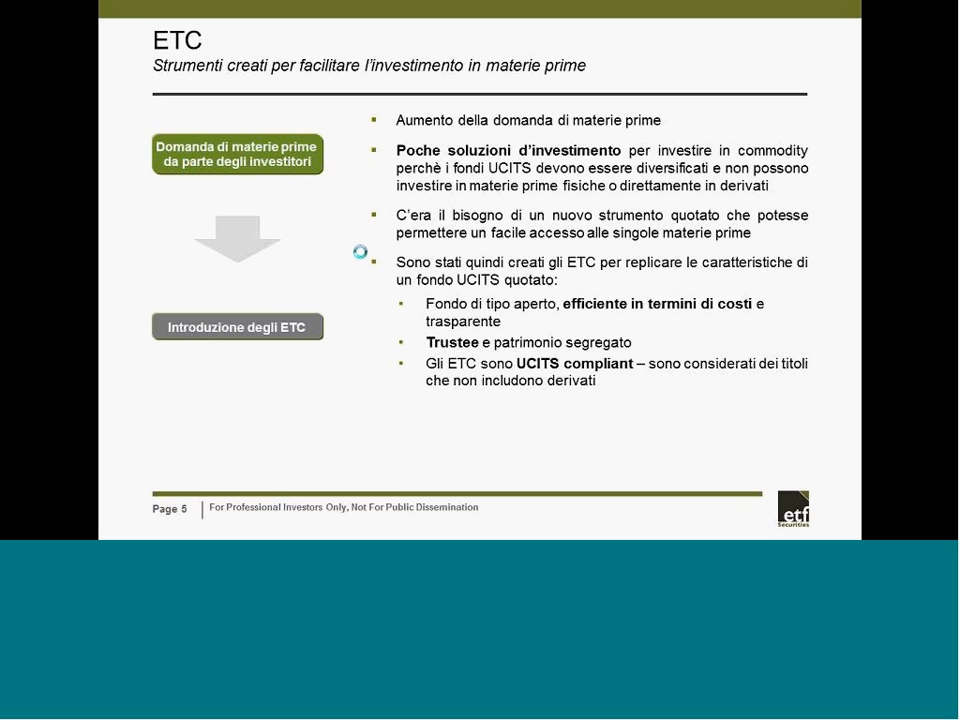 ETC
Strumenti creati per facilitare l'investimento in materie prime
Domanda di materie prime
da parte degli investitori
Introduzione degli ETC
Aumento della domanda di materie prime
Poche soluzioni d'investimento per investire in commodity
perchè i fondi UCITS devono essere diversificati e non possono
investire in materie prime fisiche o direttamente in derivati
C'era il bisogno di un nuovo strumento quotato che potesse
permettere un facile accesso alle singole materie prime
Sono stati quindi creati gli ETC per replicare le caratteristiche di
un fondo UCITS quotato:
Fondo di tipo aperto, efficiente in termini di costi e
trasparente
Trustee e patrimonio segregato
Gli ETC sono UCITS compliant – sono considerati dei titoli
che non includono derivati
Page 5
For Professional Investors Only, Not For Public Dissemination
etf
Securities